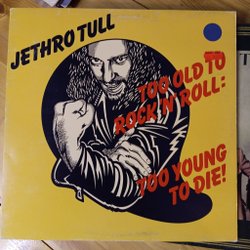 JETHRO TULL
TOO OLD TO
ROCK 'N' ROLL:
TOO YOUNG
TO DIE!